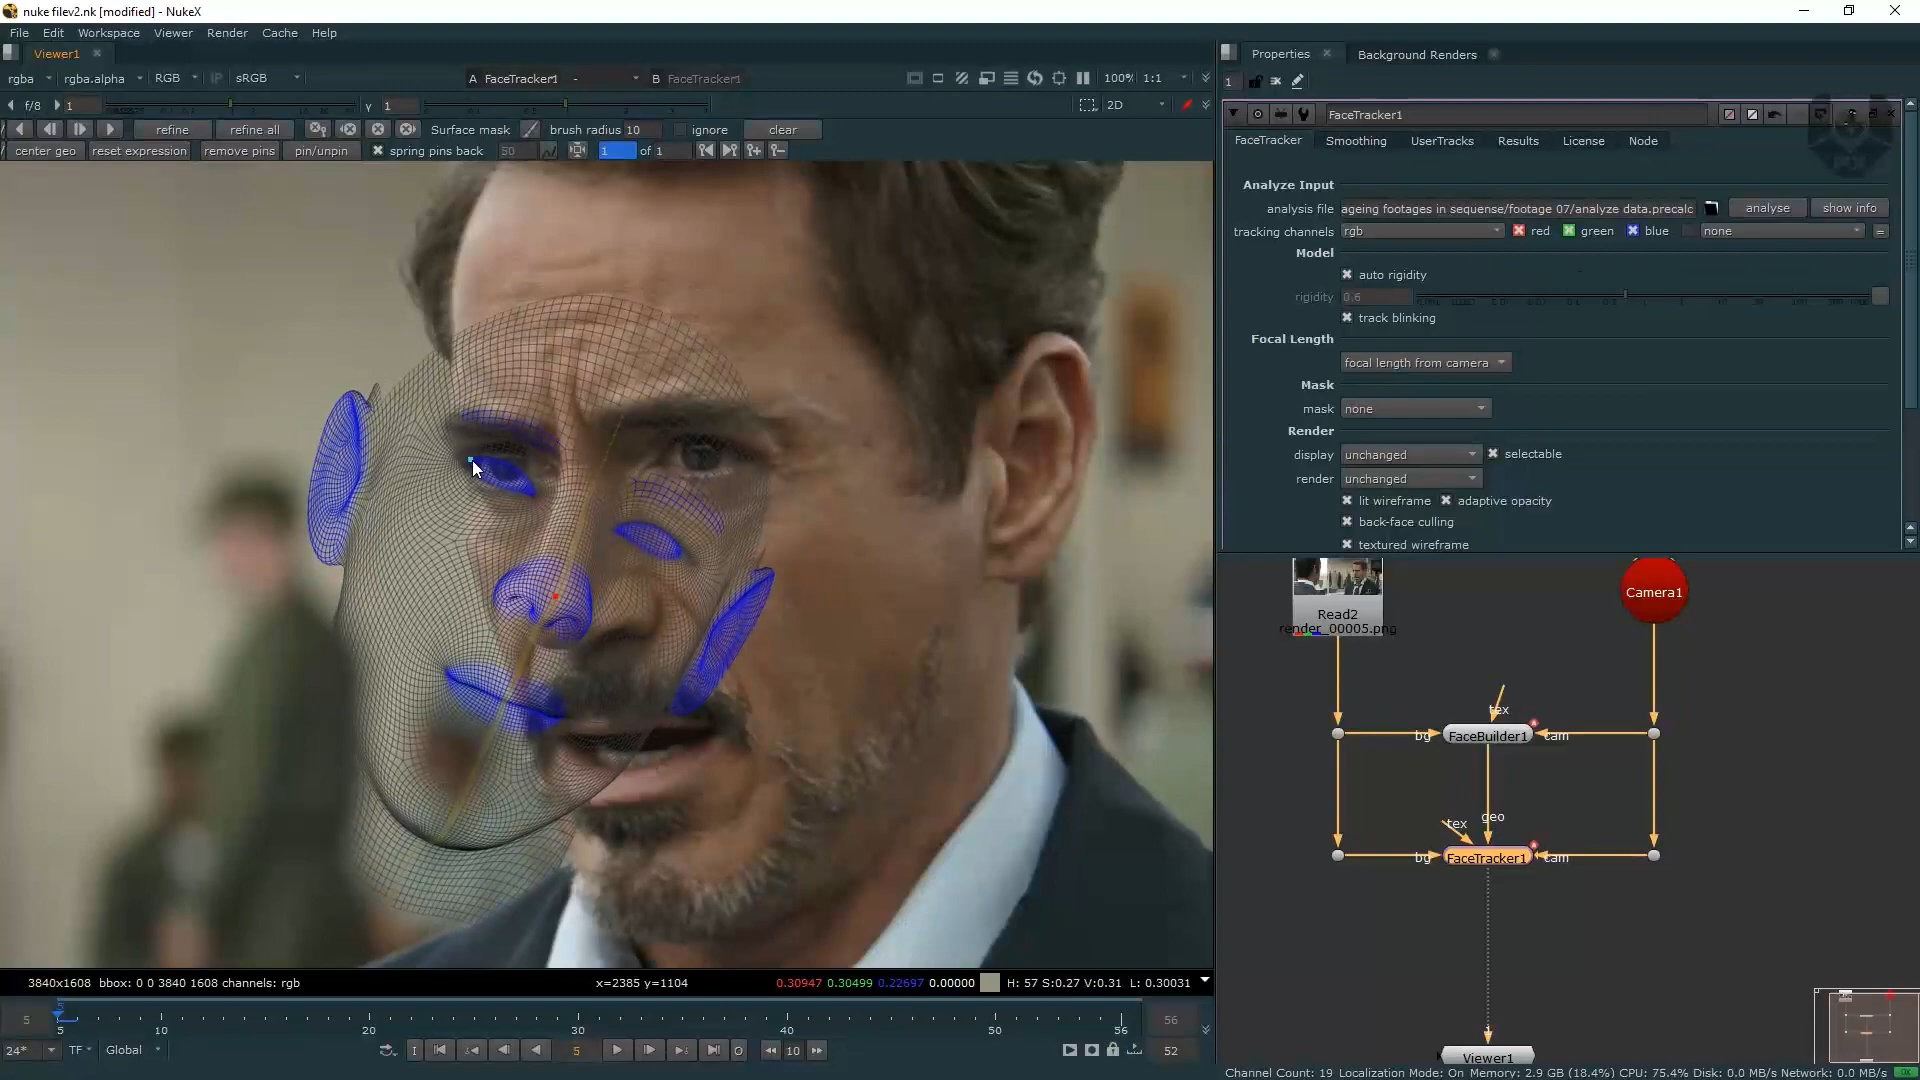 nuke filev2.nk [modified] - NukeX
File Edit Workspace Viewer Render Cache Help
Viewer1
rgba rgba.alpha RGB IP sRGB A FaceTracker1 - B FaceTracker1 100% 1:1
f/8 1 γ 1 2D
refine refine all Surface mask brush radius 10 ignore clear
center geo reset expression remove pins pin/unpin spring pins back 50 1 of 1
Properties Background Renders
1
FaceTracker1
FaceTracker Smoothing UserTracks Results License Node
Analyze Input
analysis file ageing footages in sequense/footage 07/analyze data.precalc analyse show info
tracking channels rgb red green blue none =
Model
auto rigidity
rigidity 0.6
track blinking
Focal Length
focal length from camera
Mask
mask none
Render
display unchanged selectable
render unchanged
lit wireframe adaptive opacity
back-face culling
textured wireframe
Read2
render_00005.png
Camera1
tex
bg FaceBuilder1 cam
tex geo
bg FaceTracker1 cam
Viewer1
3840x1608 bbox: 0 0 3840 1608 channels: rgb x=2385 y=1104 0.30947 0.30499 0.22697 0.00000 H: 57 S:0.27 V:0.31 L: 0.30031
5 5 10 20 30 40 50 56 56
24* TF Global I 5 O 10 52
Channel Count: 19 Localization Mode: On Memory: 2.9 GB (18.4%) CPU: 75.4% Disk: 0.0 MB/s Network: 0.0 MB/s